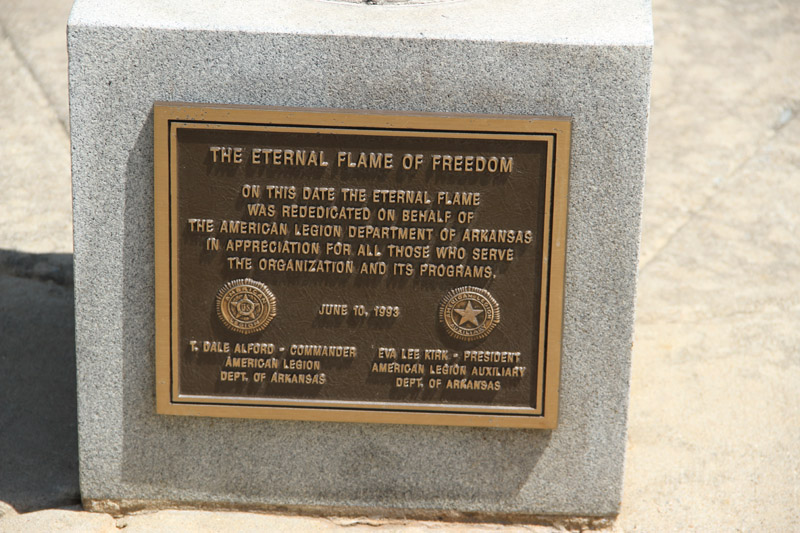 THE ETERNAL FLAME OF FREEDOM
ON THIS DATE THE ETERNAL FLAME
WAS REDEDICATED ON BEHALF OF
THE AMERICAN LEGION DEPARTMENT OF ARKANSAS
IN APPRECIATION FOR ALL THOSE WHO SERVE
THE ORGANIZATION AND ITS PROGRAMS.
JUNE 10, 1993
T. DALE ALFORD - COMMANDER
AMERICAN LEGION
DEPT. OF ARKANSAS
EVA LEE KIRK - PRESIDENT
AMERICAN LEGION AUXILIARY
DEPT. OF ARKANSAS